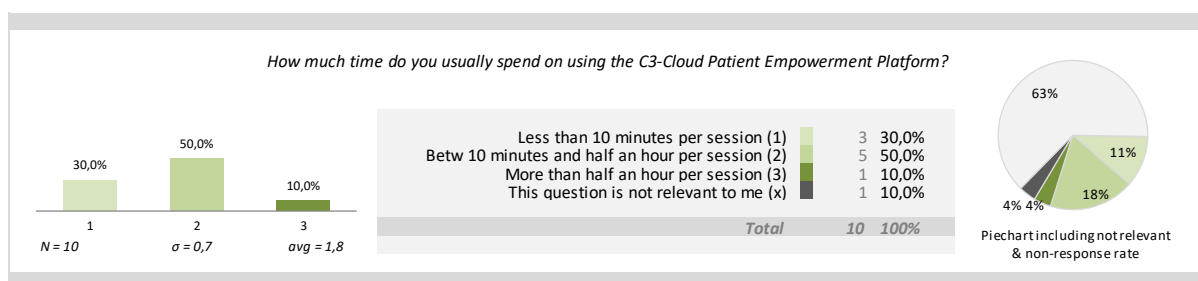 How much time do you usually spend on using the C3-Cloud Patient Empowerment Platform?
30,0%
50,0%
10,0%
1
2
3
N = 10
σ = 0,7
avg = 1,8
Less than 10 minutes per session (1) 3 30,0%
Betw 10 minutes and half an hour per session (2) 5 50,0%
More than half an hour per session (3) 1 10,0%
This question is not relevant to me (x) 1 10,0%
Total 10 100%
63%
11%
18%
4% 4%
Piechart including not relevant
& non-response rate